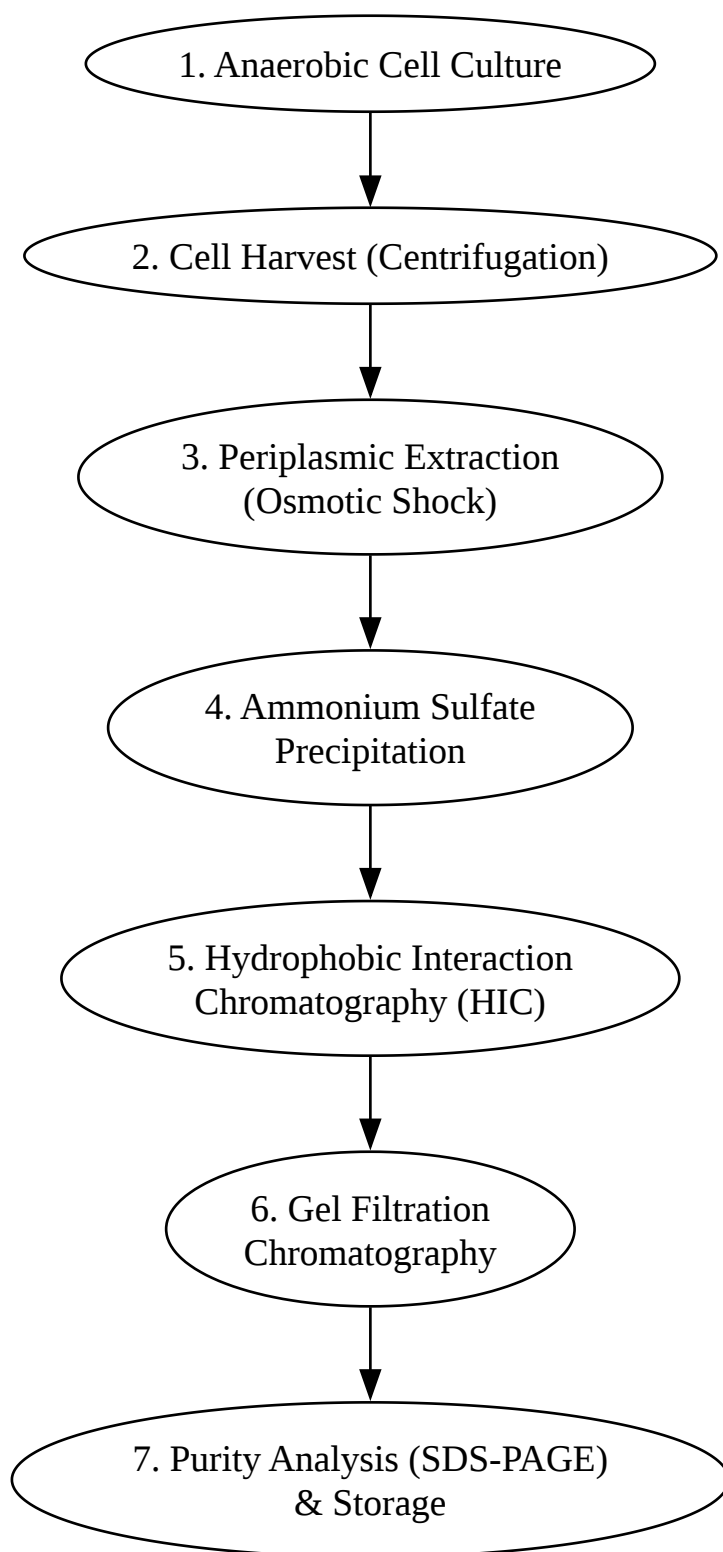 1. Anaerobic Cell Culture
2. Cell Harvest (Centrifugation)
3. Periplasmic Extraction
(Osmotic Shock)
4. Ammonium Sulfate
Precipitation
5. Hydrophobic Interaction
Chromatography (HIC)
6. Gel Filtration
Chromatography
7. Purity Analysis (SDS-PAGE)
& Storage